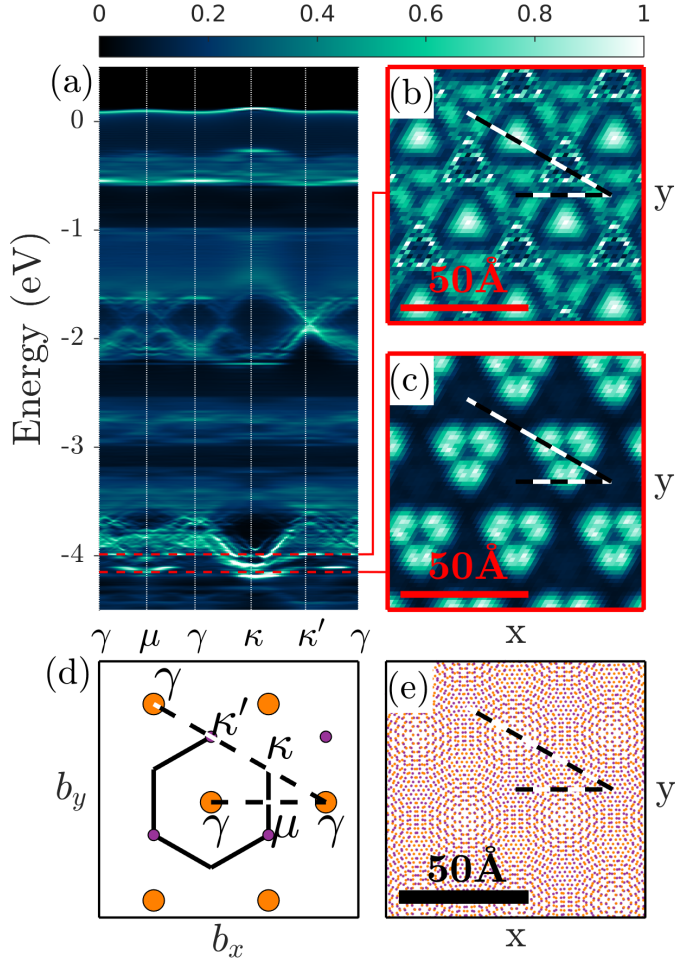 0 0.2 0.4 0.6 0.8 1
(a)
0
-1
-2
-3
-4
Energy (eV)
γ μ γ κ κ′ γ
(b)
50Å
y
(c)
50Å
y
x
(d)
γ
κ′
κ
γ μ γ
b_y
b_x
(e)
50Å
y
x